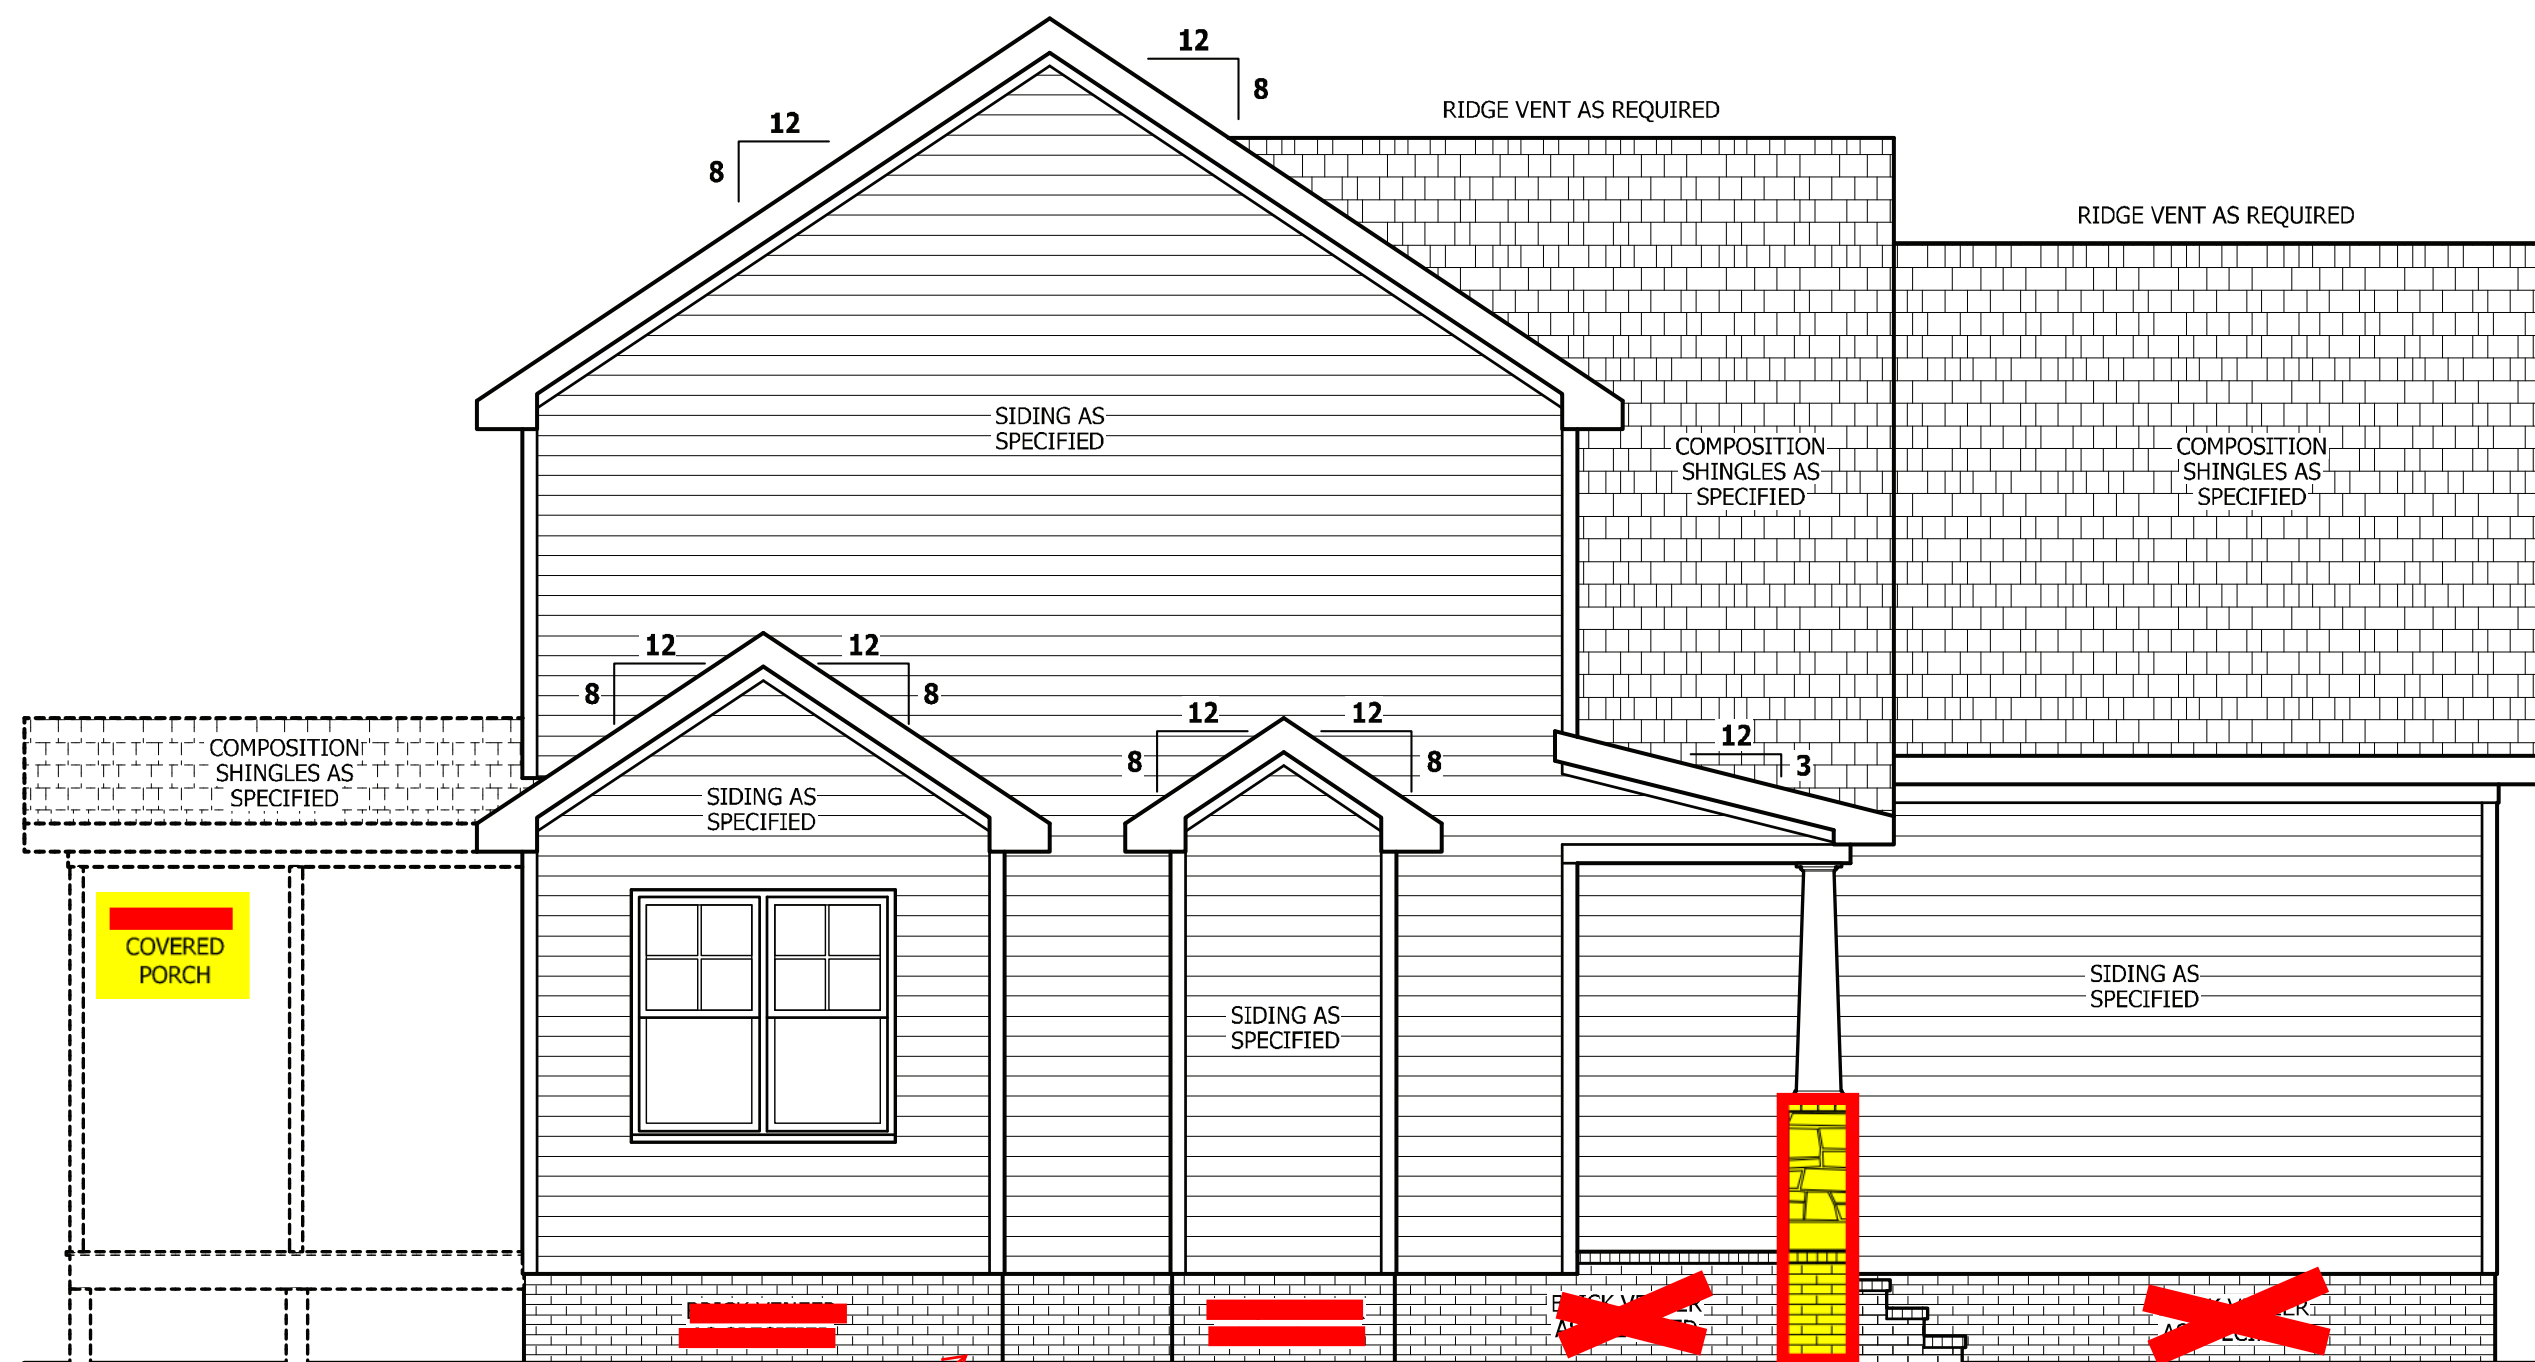 12
8
RIDGE VENT AS REQUIRED
12
8
RIDGE VENT AS REQUIRED
SIDING AS
SPECIFIED
COMPOSITION
SHINGLES AS
SPECIFIED
COMPOSITION
SHINGLES AS
SPECIFIED
12
12
8
8
12
12
8
8
12
3
COMPOSITION
SHINGLES AS
SPECIFIED
SIDING AS
SPECIFIED
COVERED
PORCH
SIDING AS
SPECIFIED
SIDING AS
SPECIFIED